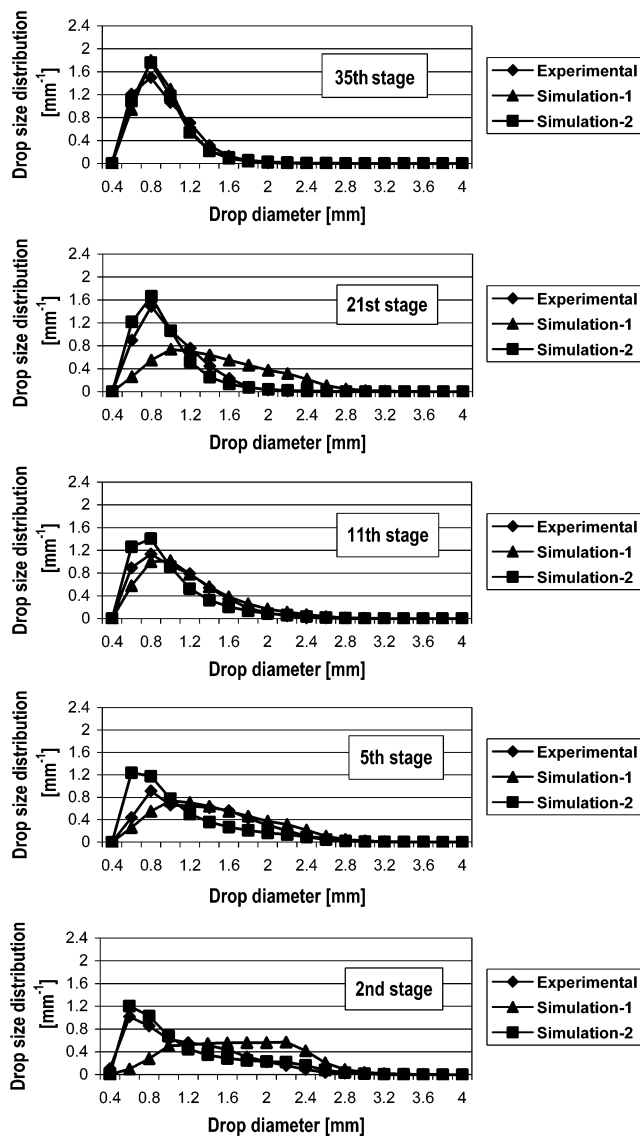 Drop size distribution
[mm-1]
2.4
2
1.6
1.2
0.8
0.4
0
35th stage
Experimental
Simulation-1
Simulation-2
0.4 0.8 1.2 1.6 2 2.4 2.8 3.2 3.6 4
Drop diameter [mm]
Drop size distribution
[mm-1]
2.4
2
1.6
1.2
0.8
0.4
0
21st stage
Experimental
Simulation-1
Simulation-2
0.4 0.8 1.2 1.6 2 2.4 2.8 3.2 3.6 4
Drop diameter [mm]
Drop size distribution
[mm-1]
2.4
2
1.6
1.2
0.8
0.4
0
11th stage
Experimental
Simulation-1
Simulation-2
0.4 0.8 1.2 1.6 2 2.4 2.8 3.2 3.6 4
Drop diameter [mm]
Drop size distribution
[mm-1]
2.4
2
1.6
1.2
0.8
0.4
0
5th stage
Experimental
Simulation-1
Simulation-2
0.4 0.8 1.2 1.6 2 2.4 2.8 3.2 3.6 4
Drop diameter [mm]
Drop size distribution
[mm-1]
2.4
2
1.6
1.2
0.8
0.4
0
2nd stage
Experimental
Simulation-1
Simulation-2
0.4 0.8 1.2 1.6 2 2.4 2.8 3.2 3.6 4
Drop diameter [mm]